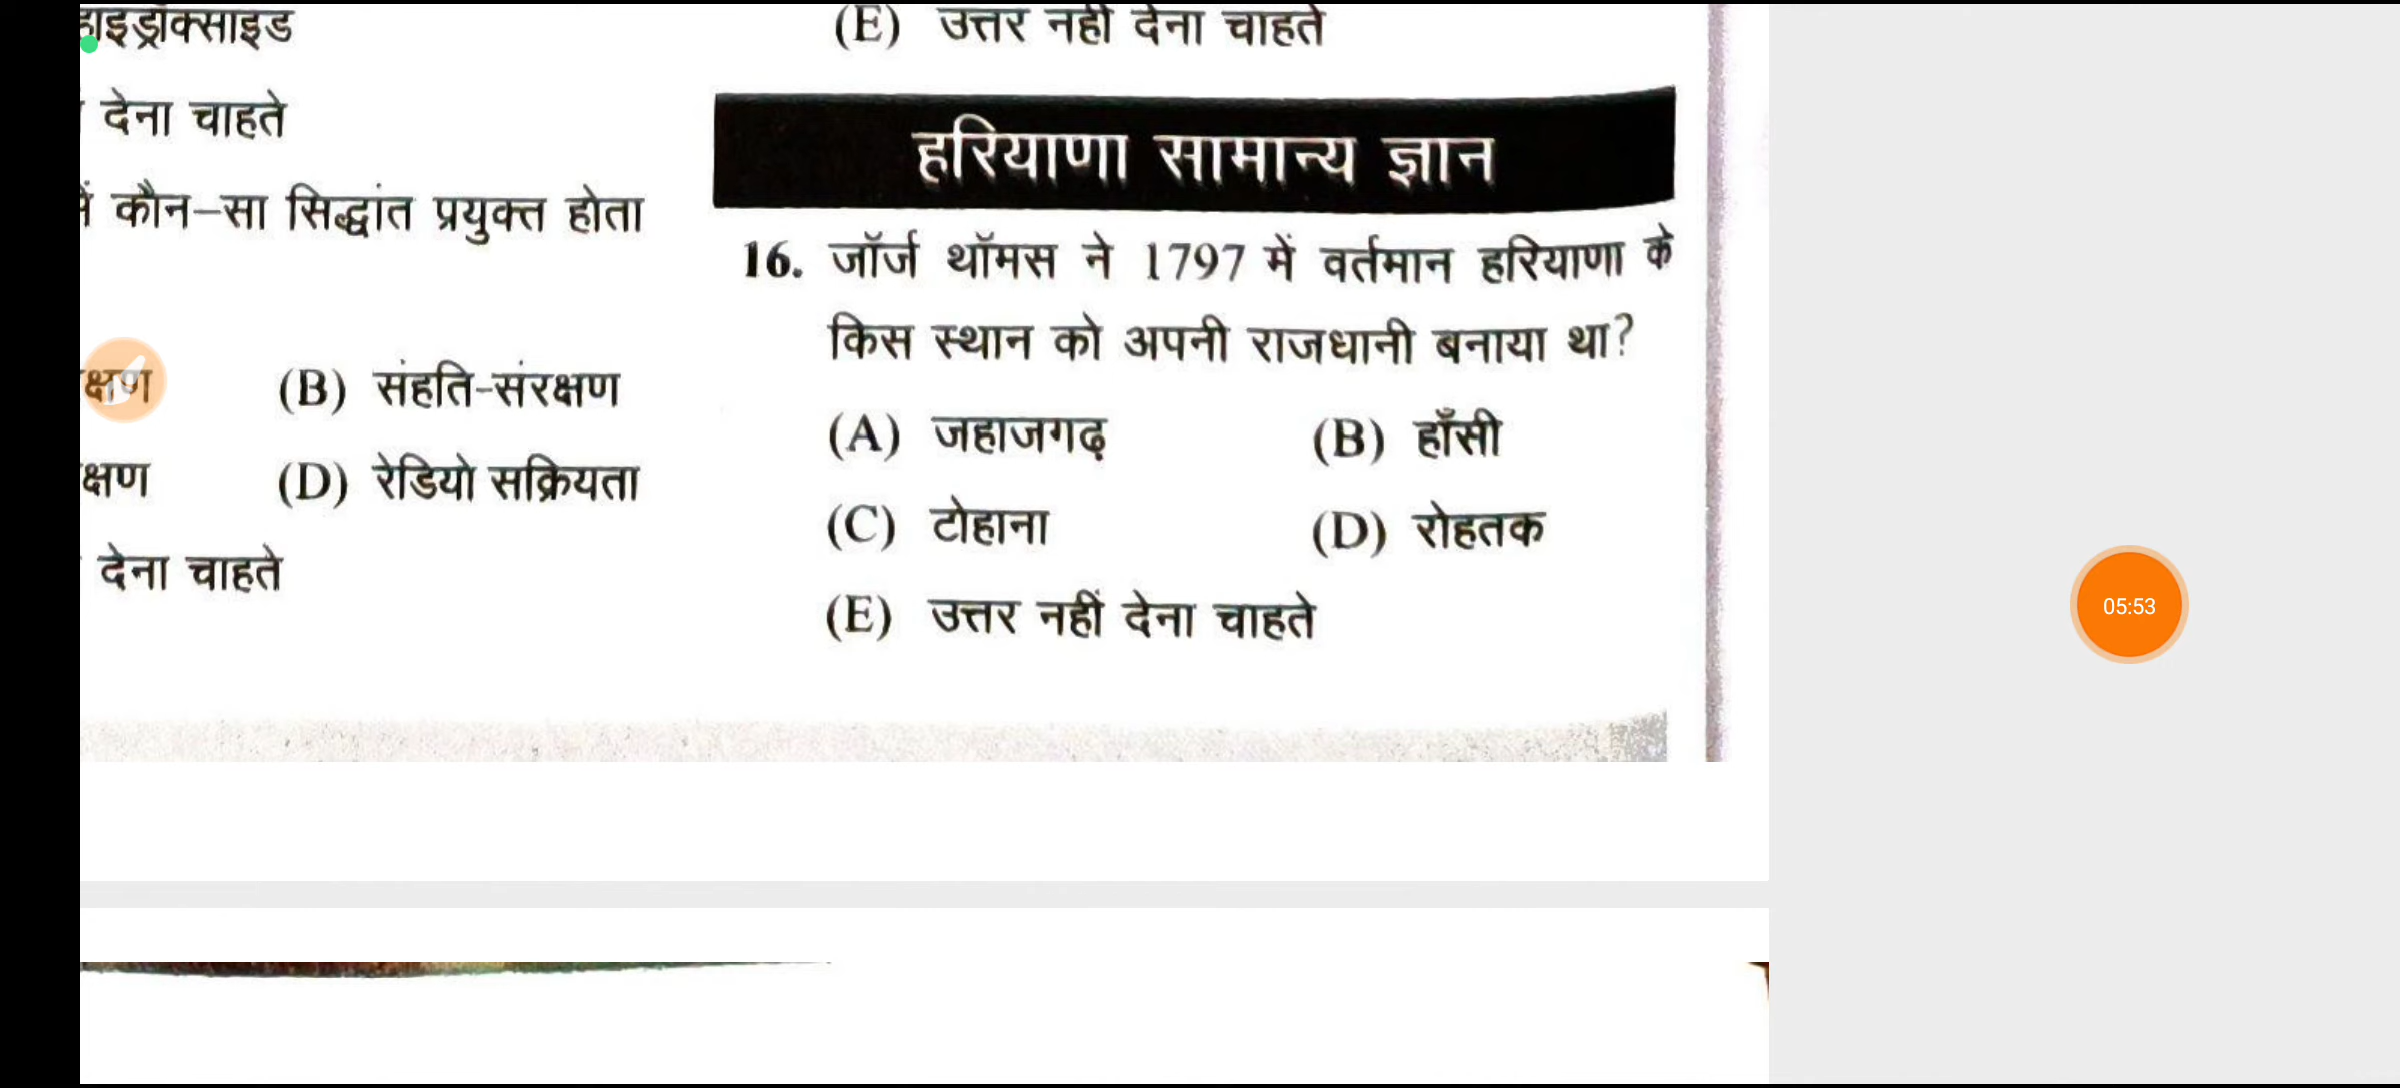 हाइड्रॉक्साइड
देना चाहते
में कौन–सा सिद्धांत प्रयुक्त होता
क्षण (B) संहति-संरक्षण
क्षण (D) रेडियो सक्रियता
देना चाहते
(E) उत्तर नहीं देना चाहते
हरियाणा सामान्य ज्ञान
16. जॉर्ज थॉमस ने 1797 में वर्तमान हरियाणा के
किस स्थान को अपनी राजधानी बनाया था?
(A) जहाजगढ़ (B) हाँसी
(C) टोहाना (D) रोहतक
(E) उत्तर नहीं देना चाहते
05:53